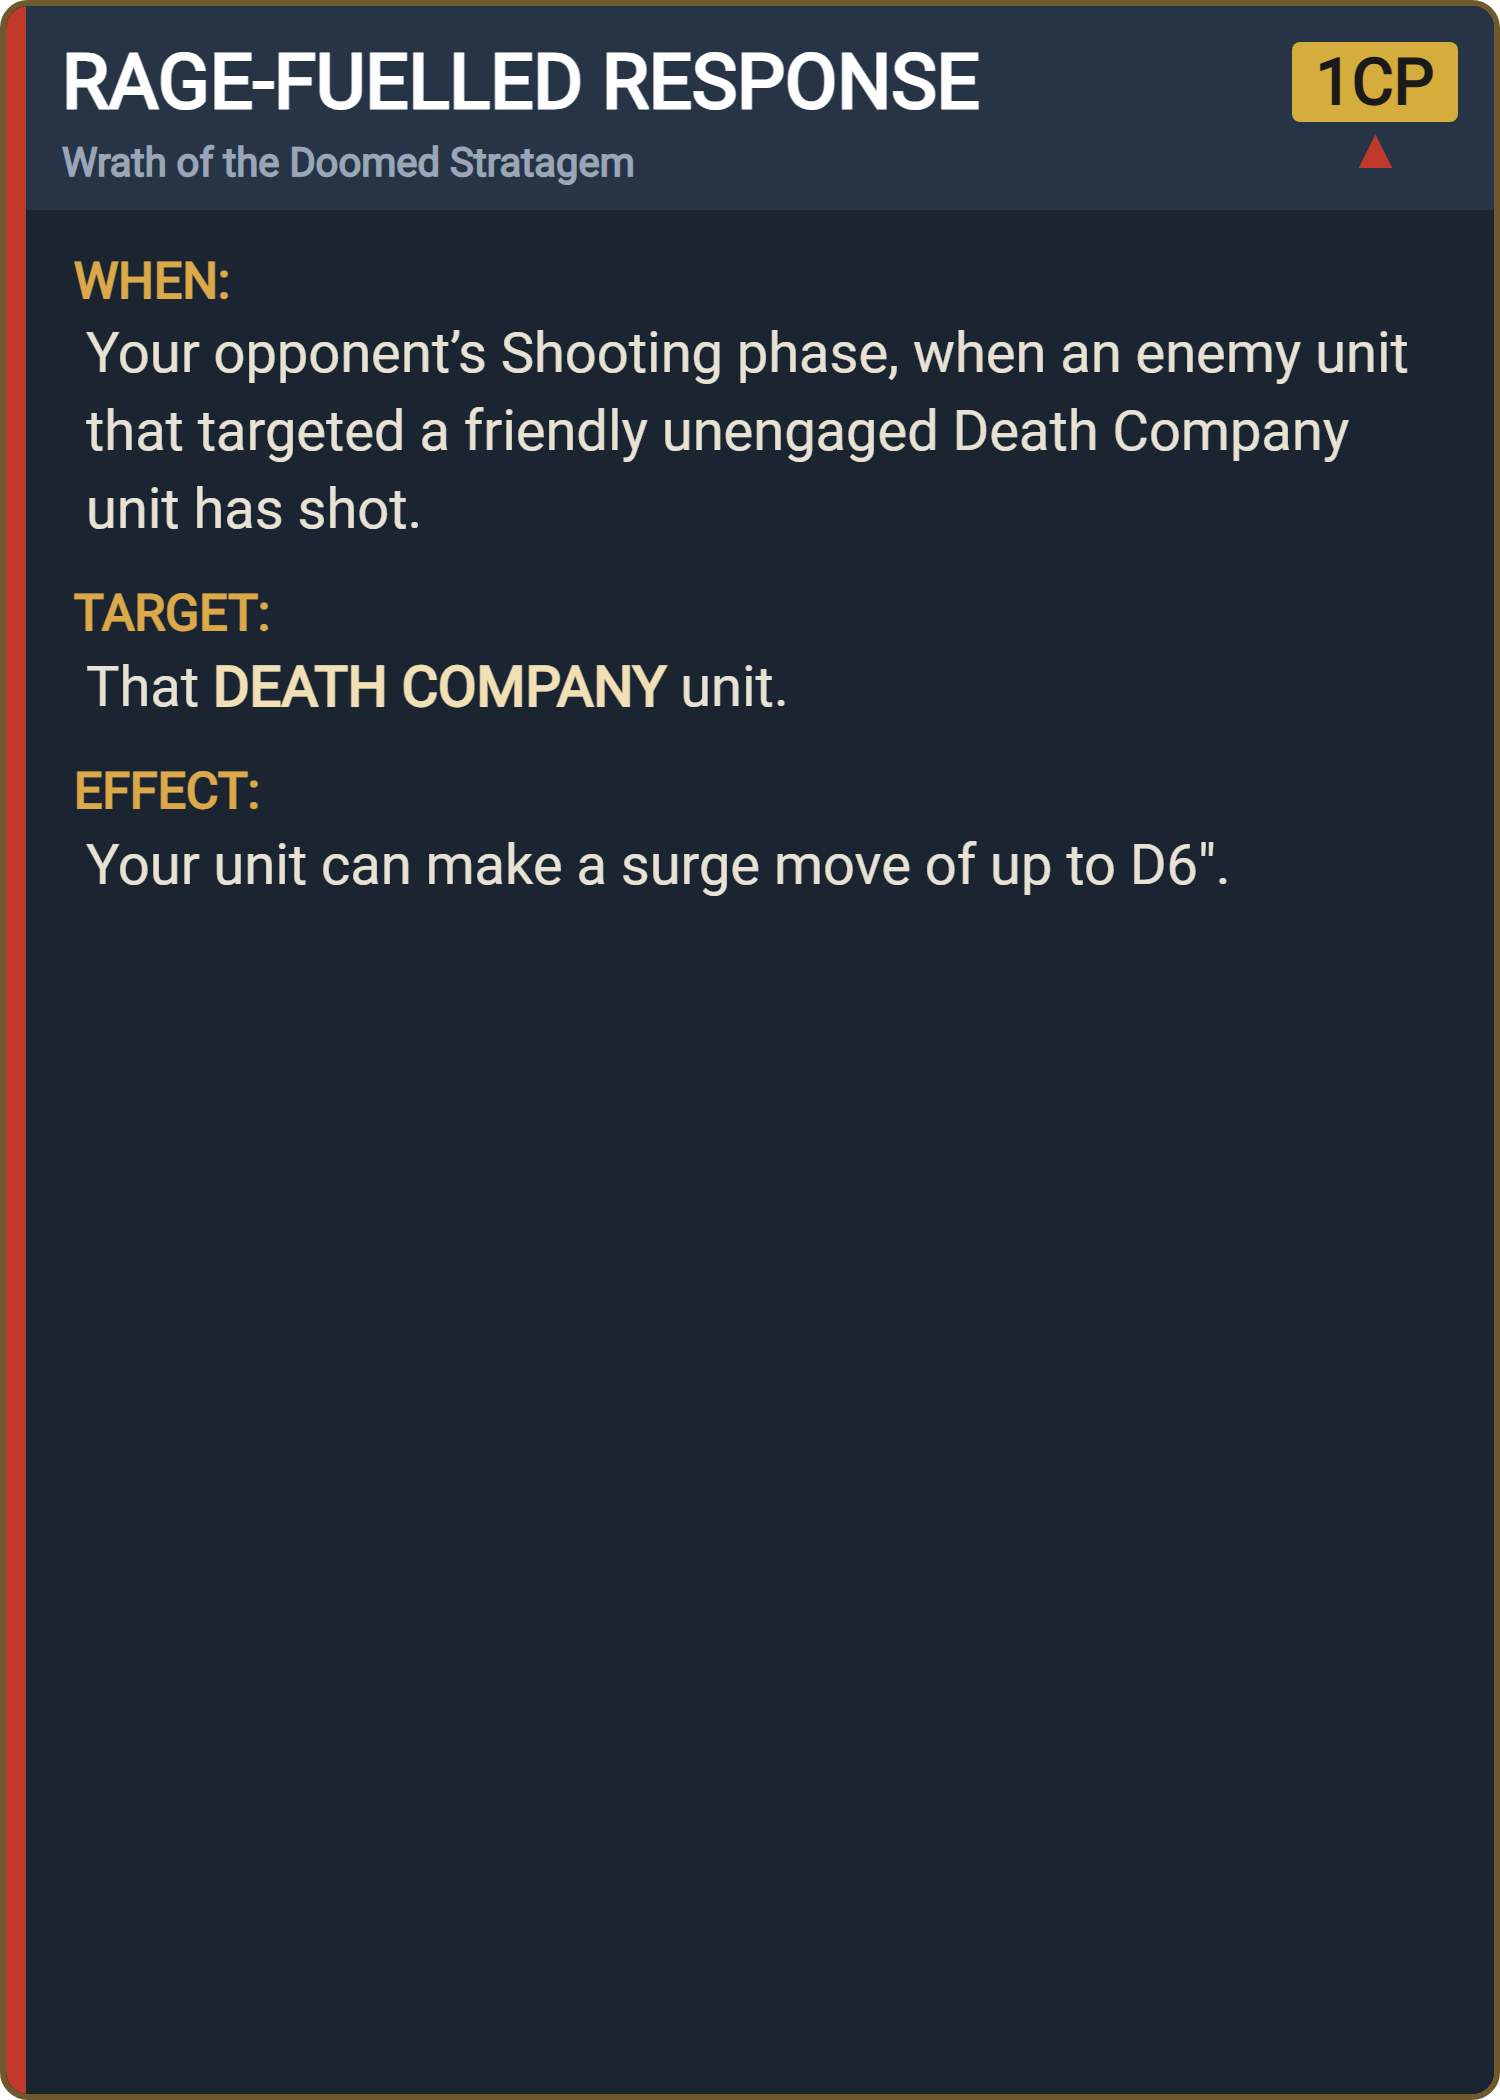 RAGE-FUELLED RESPONSE
1CP
Wrath of the Doomed Stratagem
WHEN:
Your opponent’s Shooting phase, when an enemy unit
that targeted a friendly unengaged Death Company
unit has shot.
TARGET:
That DEATH COMPANY unit.
EFFECT:
Your unit can make a surge move of up to D6".